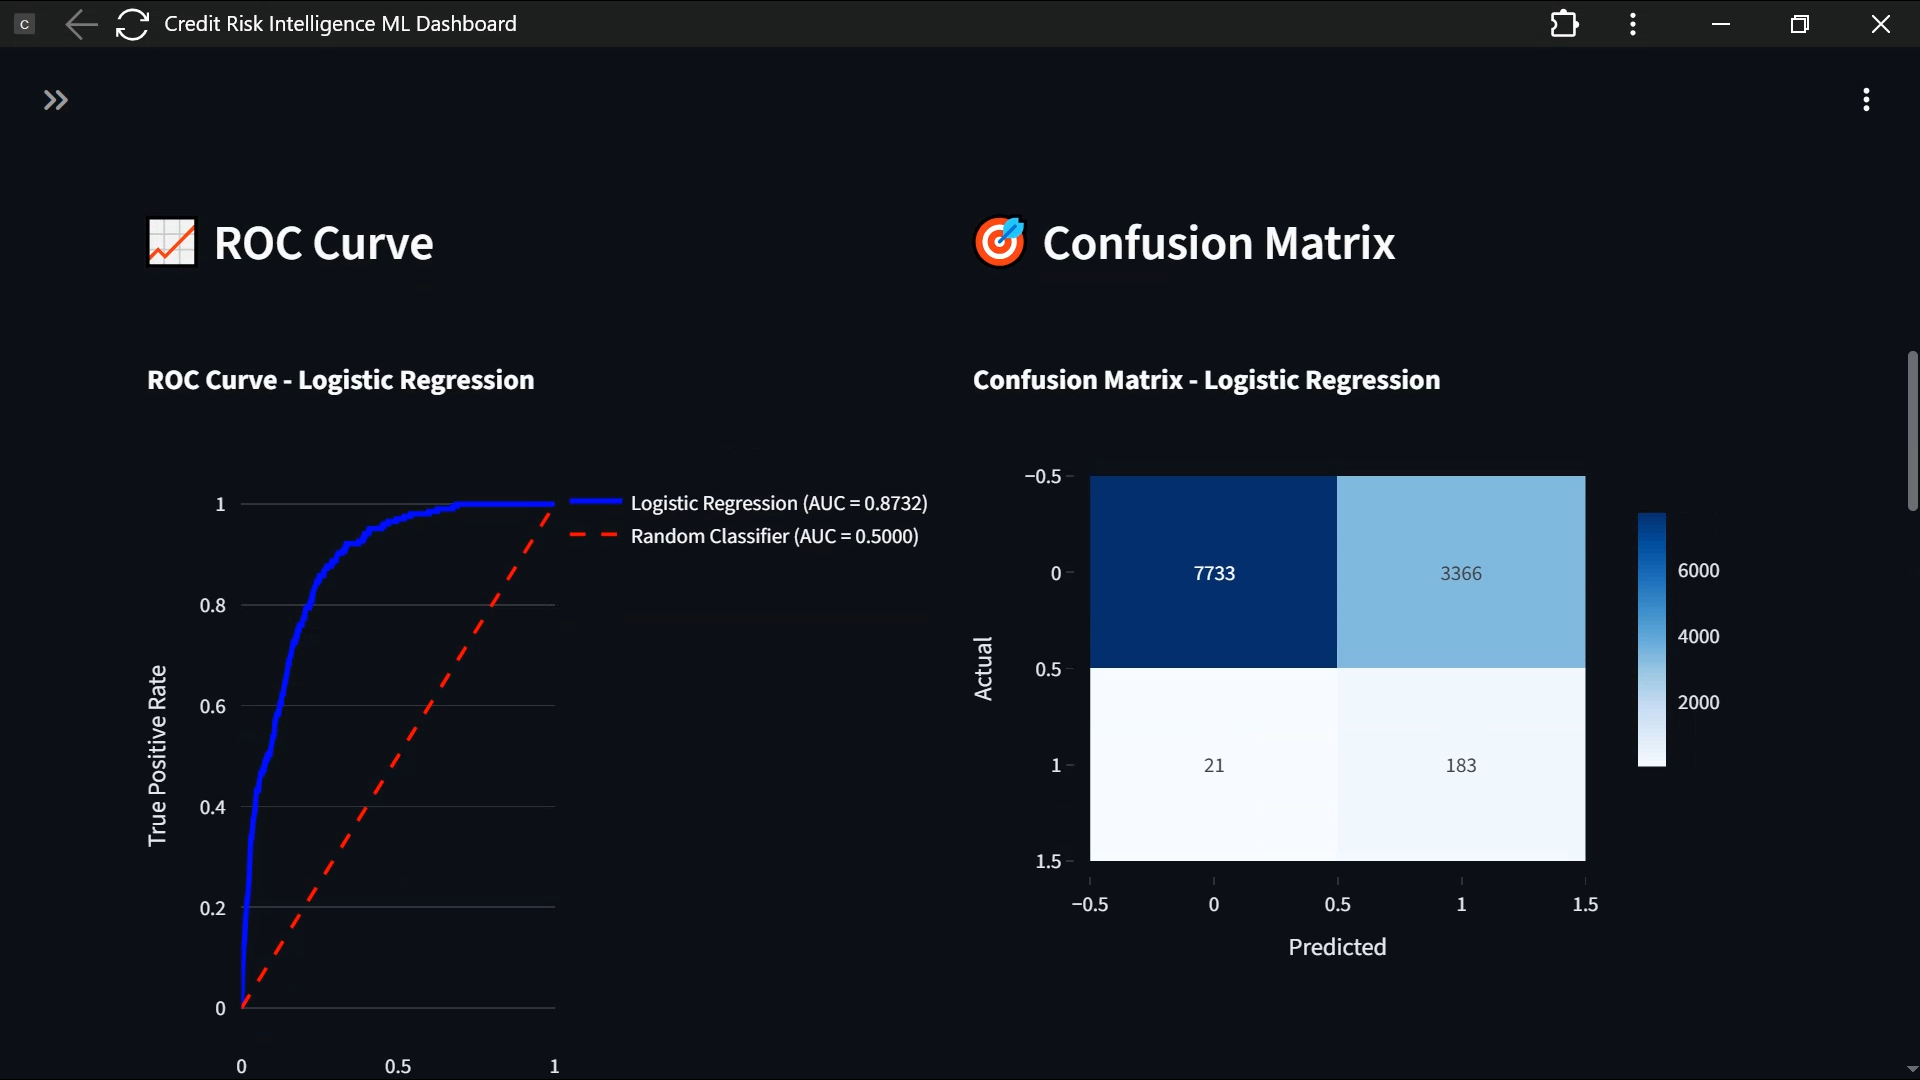 C
Credit Risk Intelligence ML Dashboard
ROC Curve
ROC Curve - Logistic Regression
Logistic Regression (AUC = 0.8732)
Random Classifier (AUC = 0.5000)
True Positive Rate
1
0.8
0.6
0.4
0.2
0
0 0.5 1
Confusion Matrix
Confusion Matrix - Logistic Regression
Actual
−0.5
0
0.5
1
1.5
7733 3366
21 183
−0.5 0 0.5 1 1.5
Predicted
6000
4000
2000